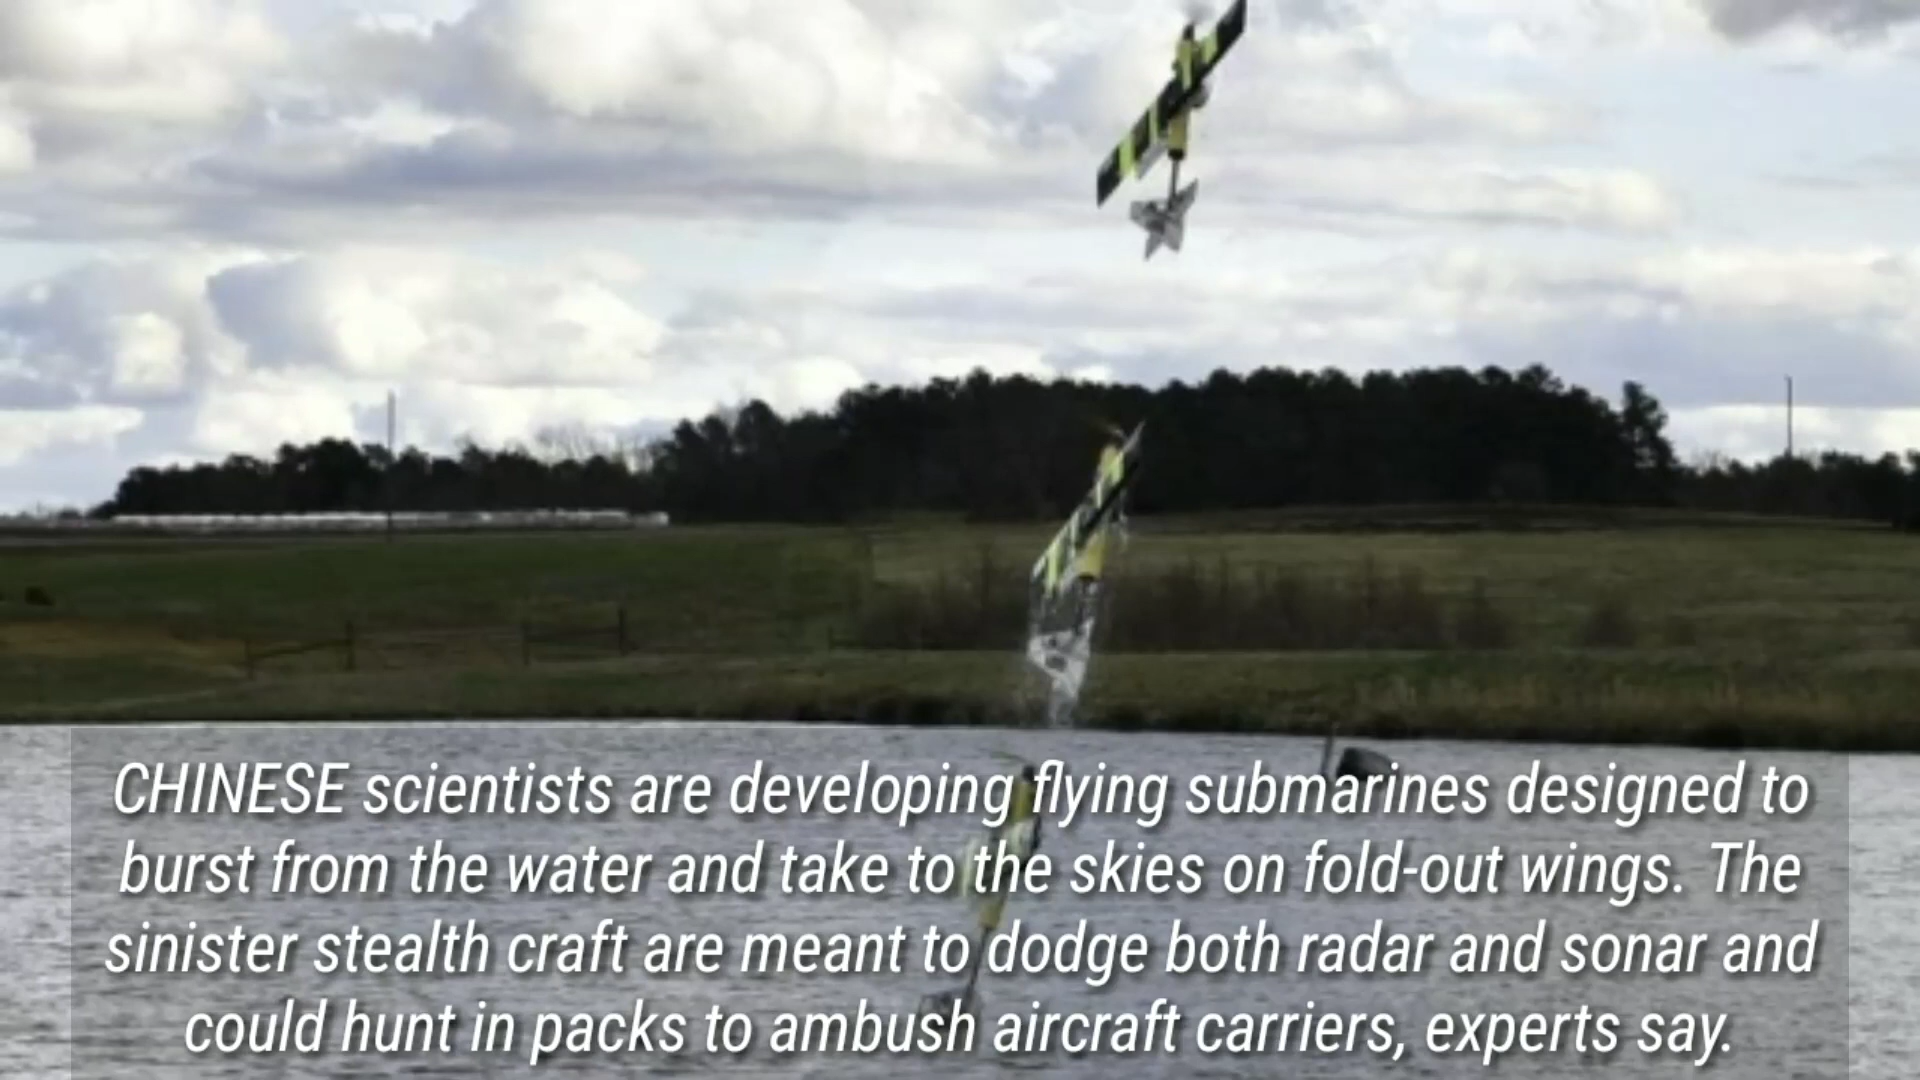 CHINESE scientists are developing flying submarines designed to
burst from the water and take to the skies on fold-out wings. The
sinister stealth craft are meant to dodge both radar and sonar and
could hunt in packs to ambush aircraft carriers, experts say.